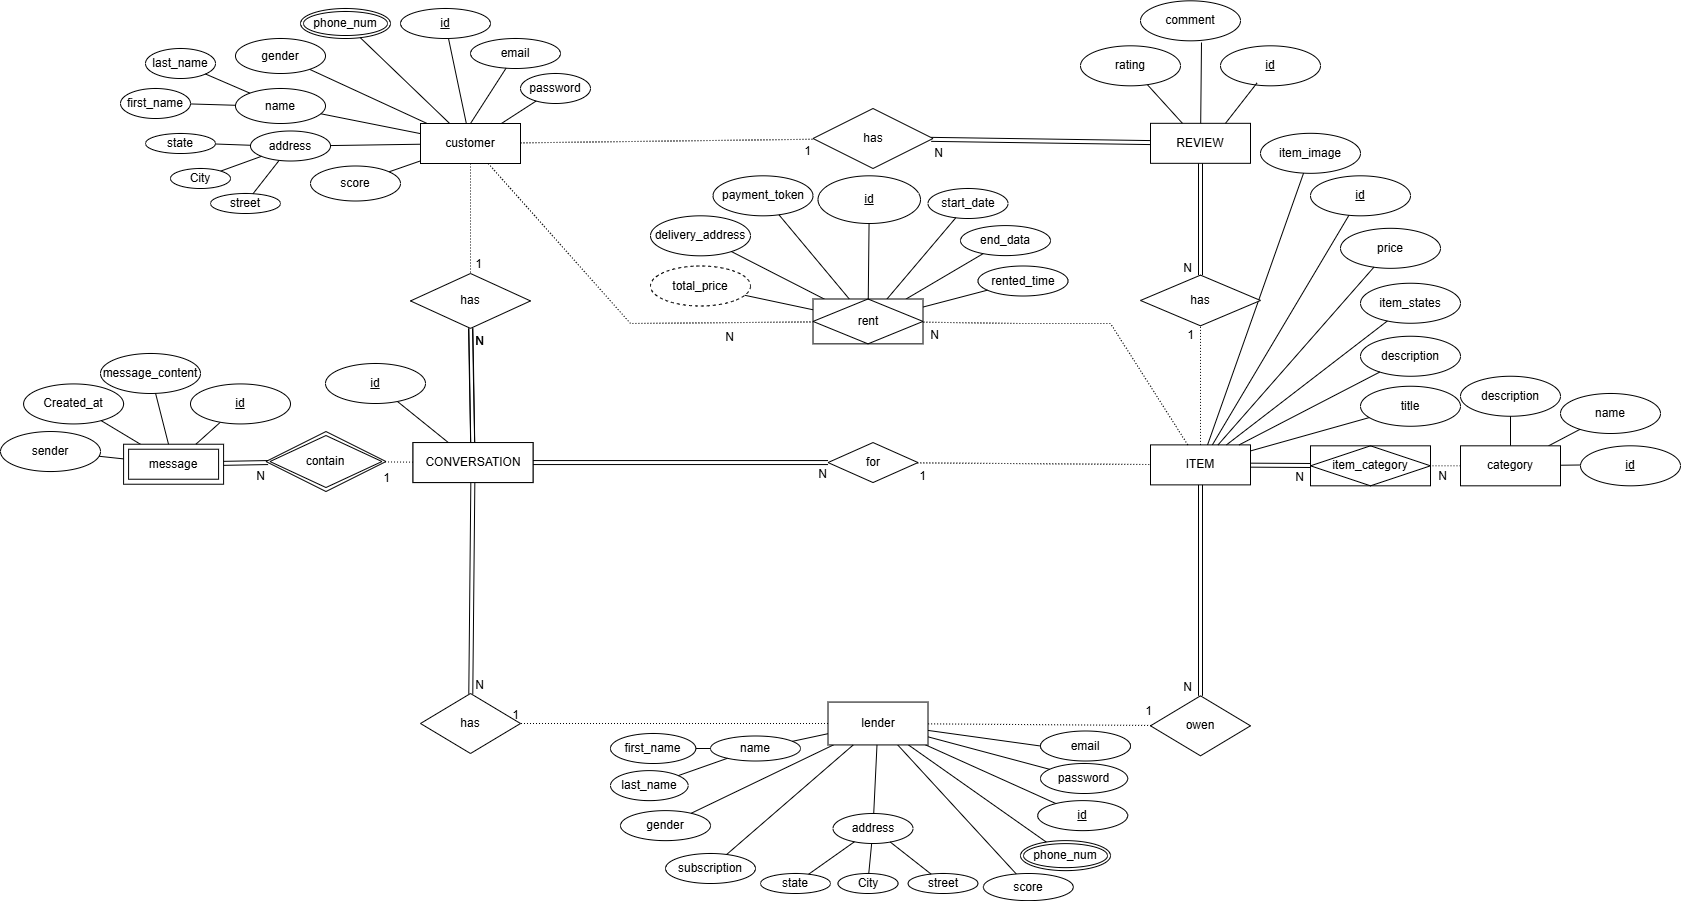 comment
phone_num
id
gender
email
last_name
rating
id
password
first_name
name
customer
1
has
N
REVIEW
state
address
item_image
City
score
street
payment_token
id
start_date
id
delivery_address
end_data
price
total_price
rented_time
1
N
has
has
item_states
rent
N
N
N
1
description
message_content
id
Created_at
id
title
description
name
sender
message
N
contain
1
CONVERSATION
N
for
1
ITEM
N
item_category
N
category
id
N
N
has
1
lender
1
owen
first_name
name
email
last_name
password
gender
id
address
phone_num
subscription
state
City
street
score